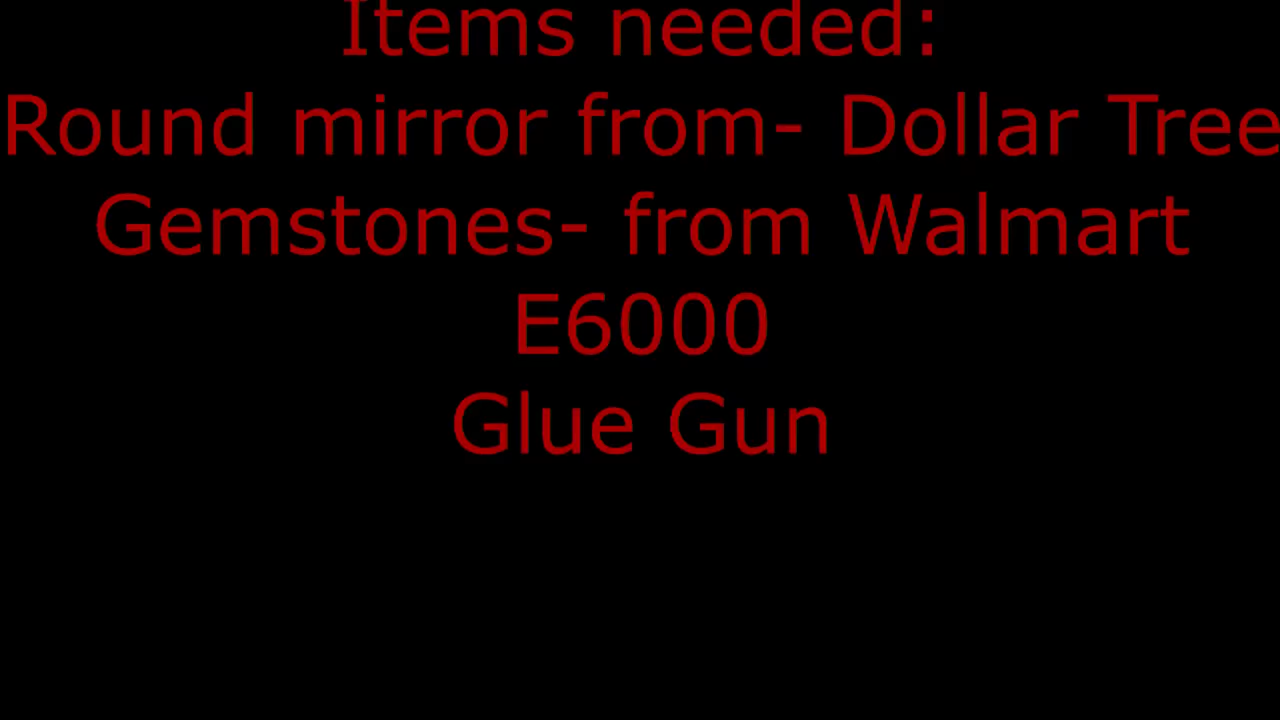 Items needed:
Round mirror from- Dollar Tree
Gemstones- from Walmart
E6000
Glue Gun